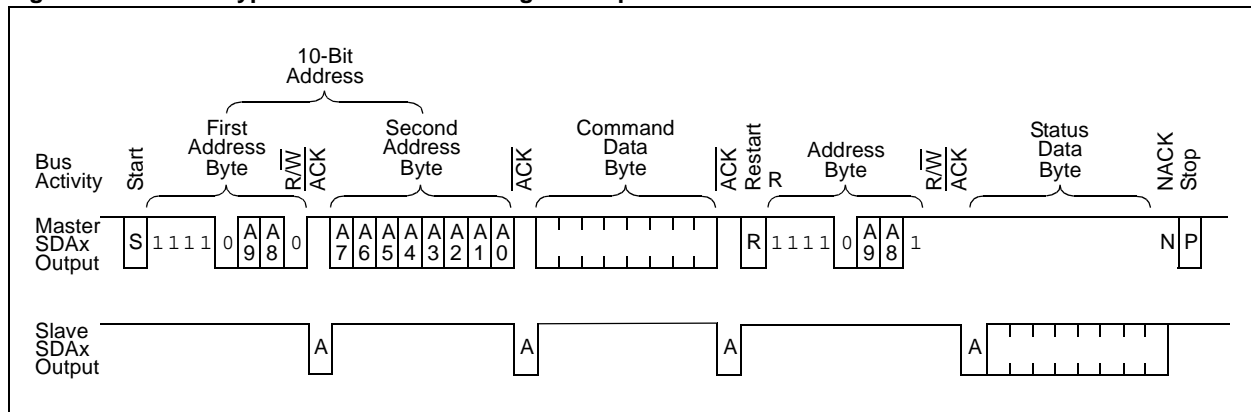 10-Bit
Address
First
Address
Byte
Second
Address
Byte
Command
Data
Byte
Address
Byte
Status
Data
Byte
Bus
Activity
Start
R/W
ACK
ACK
ACK
Restart
R
R/W
ACK
NACK
Stop
Master
SDAx
Output
S 1 1 1 1 0 A9 A8 0 A7 A6 A5 A4 A3 A2 A1 A0 R 1 1 1 1 0 A9 A8 1 N P
Slave
SDAx
Output
A A A A